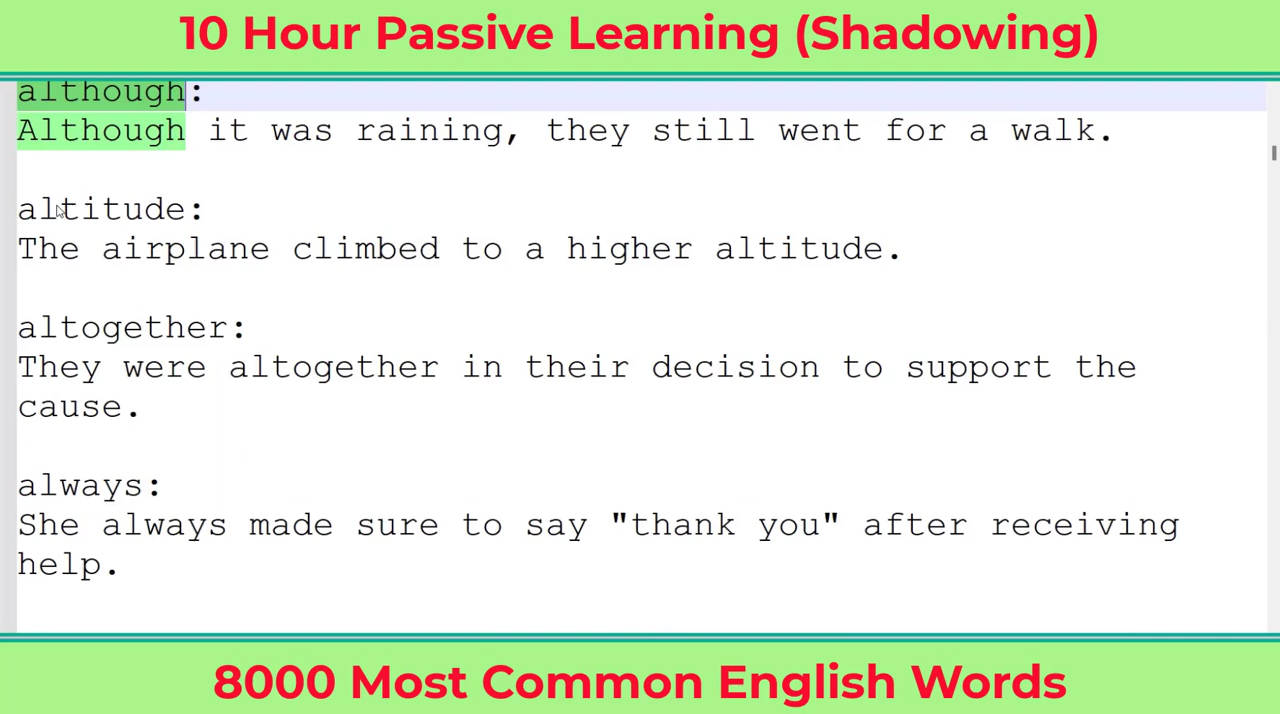 10 Hour Passive Learning (Shadowing)
although:
Although it was raining, they still went for a walk.
altitude:
The airplane climbed to a higher altitude.
altogether:
They were altogether in their decision to support the
cause.
always:
She always made sure to say "thank you" after receiving
help.
8000 Most Common English Words